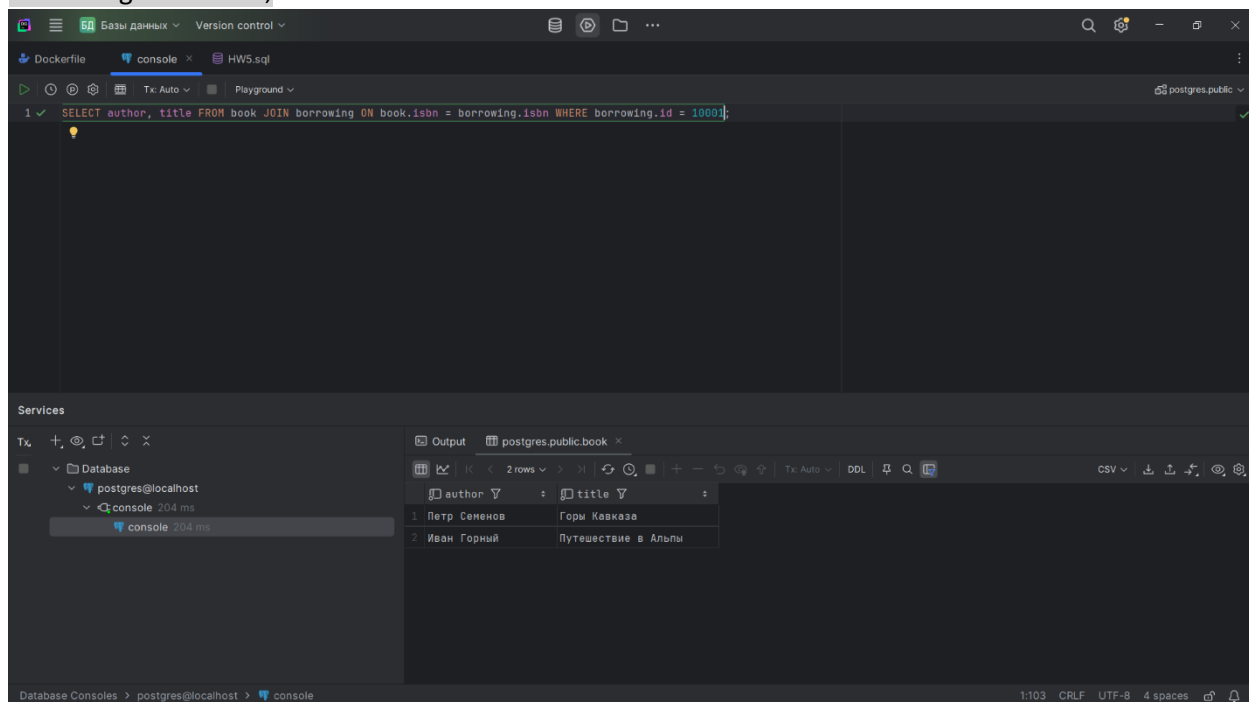 БД Базы данных Version control
Dockerfile console HW5.sql
Tx: Auto Playground postgres.public
1 SELECT author, title FROM book JOIN borrowing ON book.isbn = borrowing.isbn WHERE borrowing.id = 10001;
Services
Tx Output postgres.public.book
Database 2 rows Tx: Auto DDL CSV
postgres@localhost author title
console 204 ms 1 Петр Семенов Горы Кавказа
console 204 ms 2 Иван Горный Путешествие в Альпы
Database Consoles > postgres@localhost > console 1:103 CRLF UTF-8 4 spaces